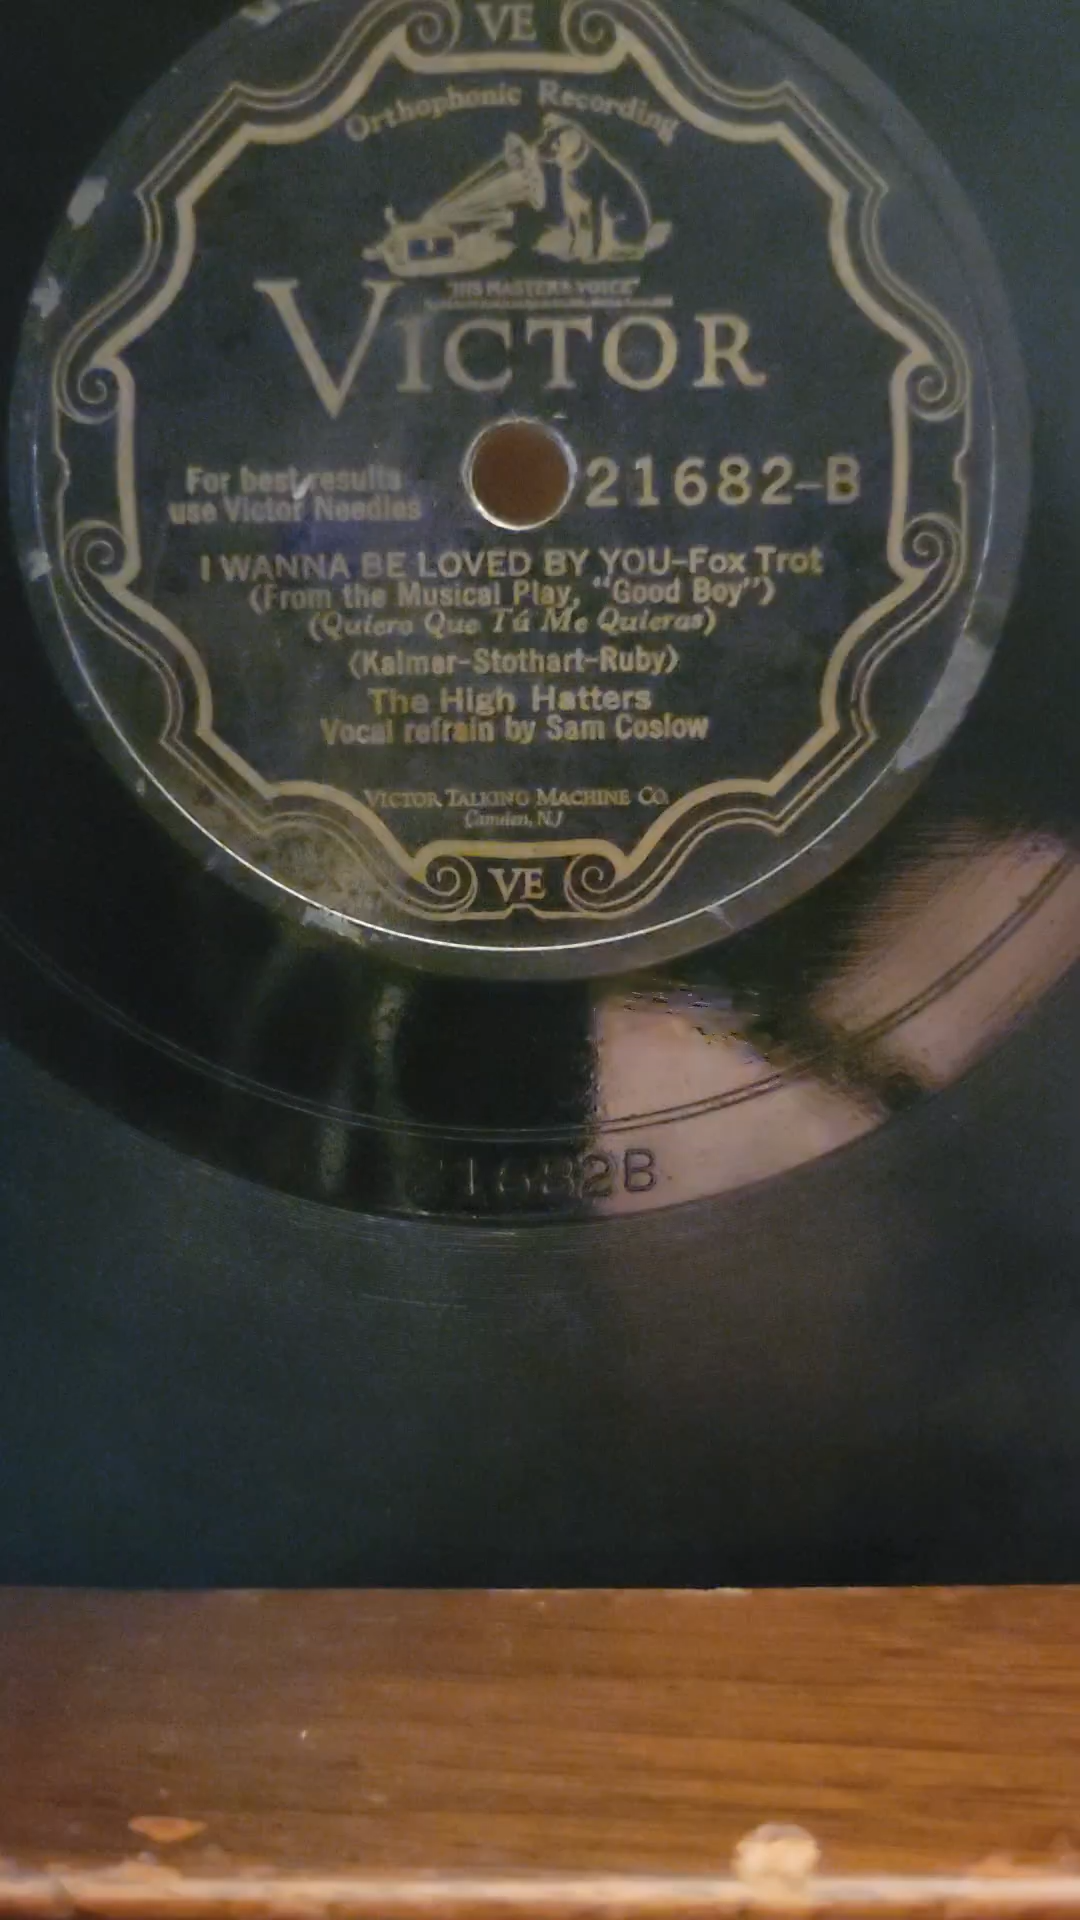 VE
Orthophonic Recording
"HIS MASTER'S VOICE"
VICTOR
For best results
use Victor Needles
21682-B
I WANNA BE LOVED BY YOU-Fox Trot
(From the Musical Play, "Good Boy")
(Quiero Que Tú Me Quieras)
(Kalmar-Stothart-Ruby)
The High Hatters
Vocal refrain by Sam Coslow
VICTOR TALKING MACHINE CO.
Camden, N.J.
VE
21682B